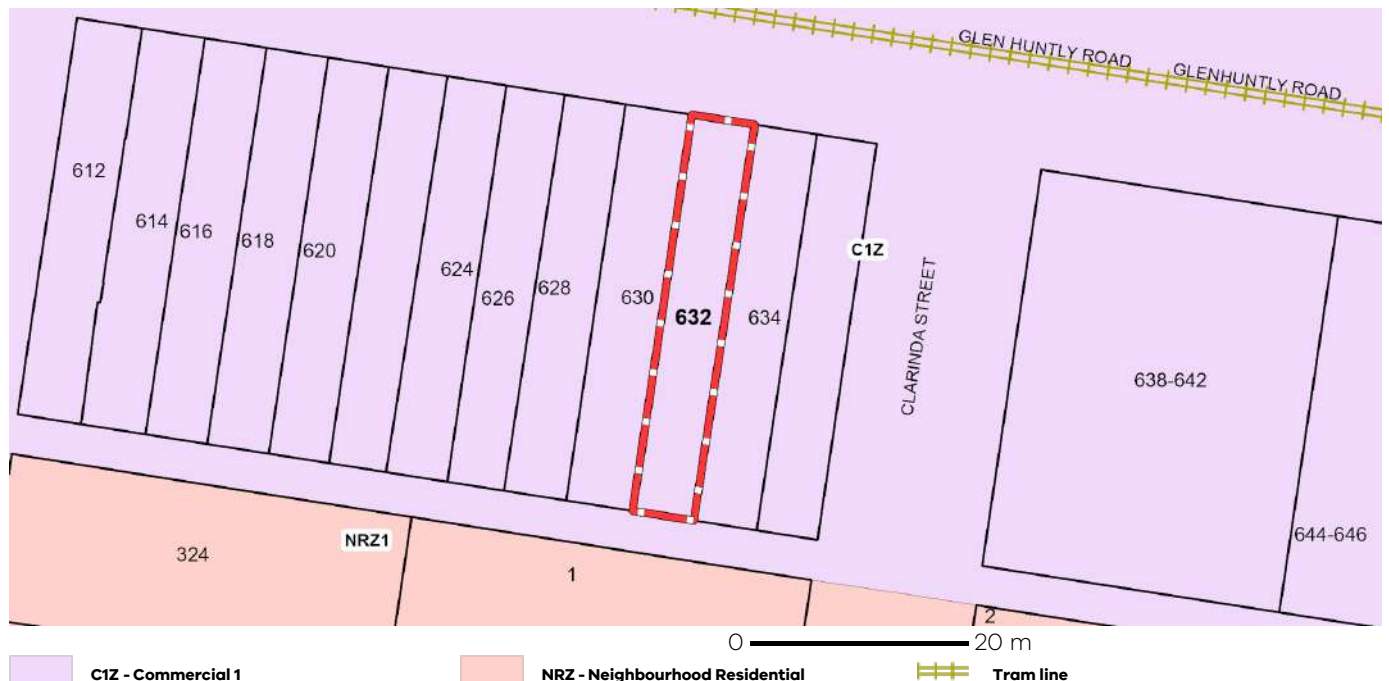 GLEN HUNTLY ROAD
GLENHUNTLY ROAD
612
614
616
618
620
624
626
628
630
632
634
C1Z
CLARINDA STREET
638-642
644-646
NRZ1
324
1
2
0 20 m
C1Z - Commercial 1
NRZ - Neighbourhood Residential
Tram line